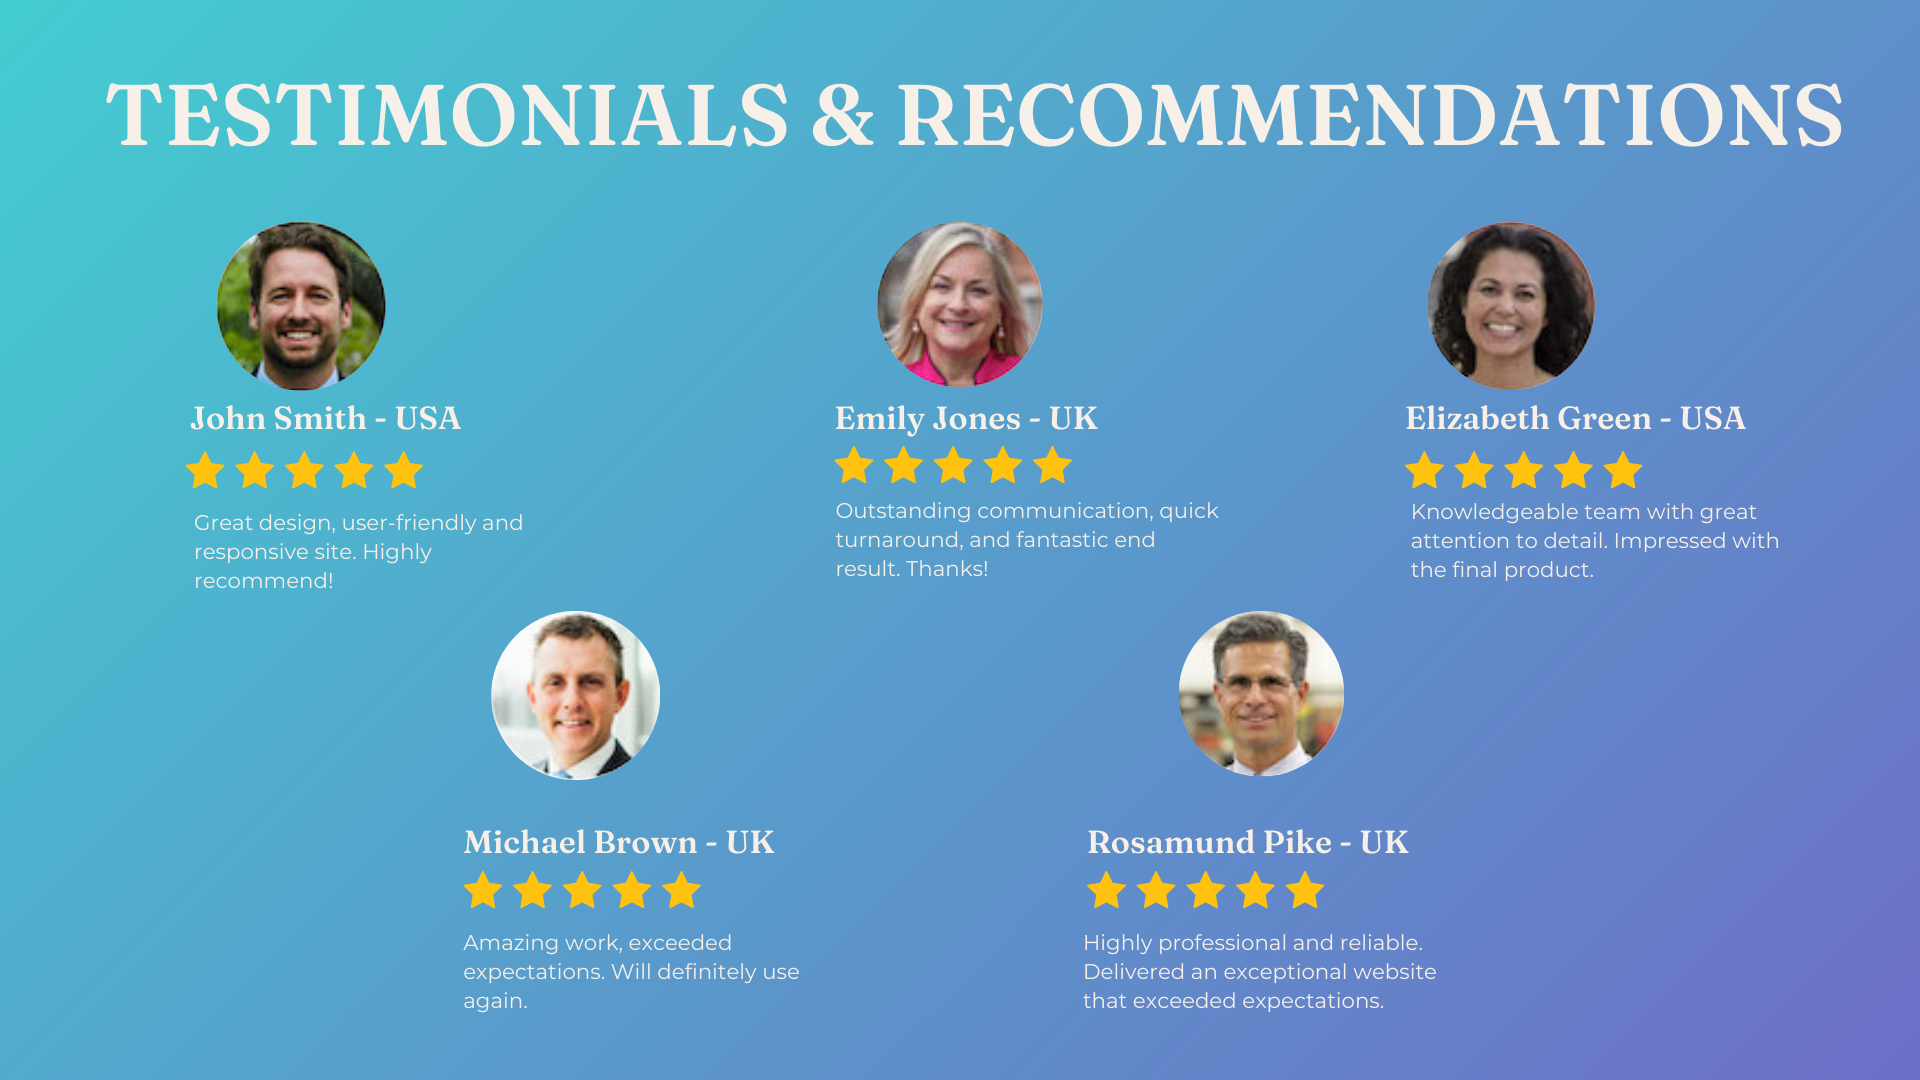 TESTIMONIALS & RECOMMENDATIONS
John Smith - USA
Great design, user-friendly and
responsive site. Highly
recommend!
Emily Jones - UK
Outstanding communication, quick
turnaround, and fantastic end
result. Thanks!
Elizabeth Green - USA
Knowledgeable team with great
attention to detail. Impressed with
the final product.
Michael Brown - UK
Amazing work, exceeded
expectations. Will definitely use
again.
Rosamund Pike - UK
Highly professional and reliable.
Delivered an exceptional website
that exceeded expectations.